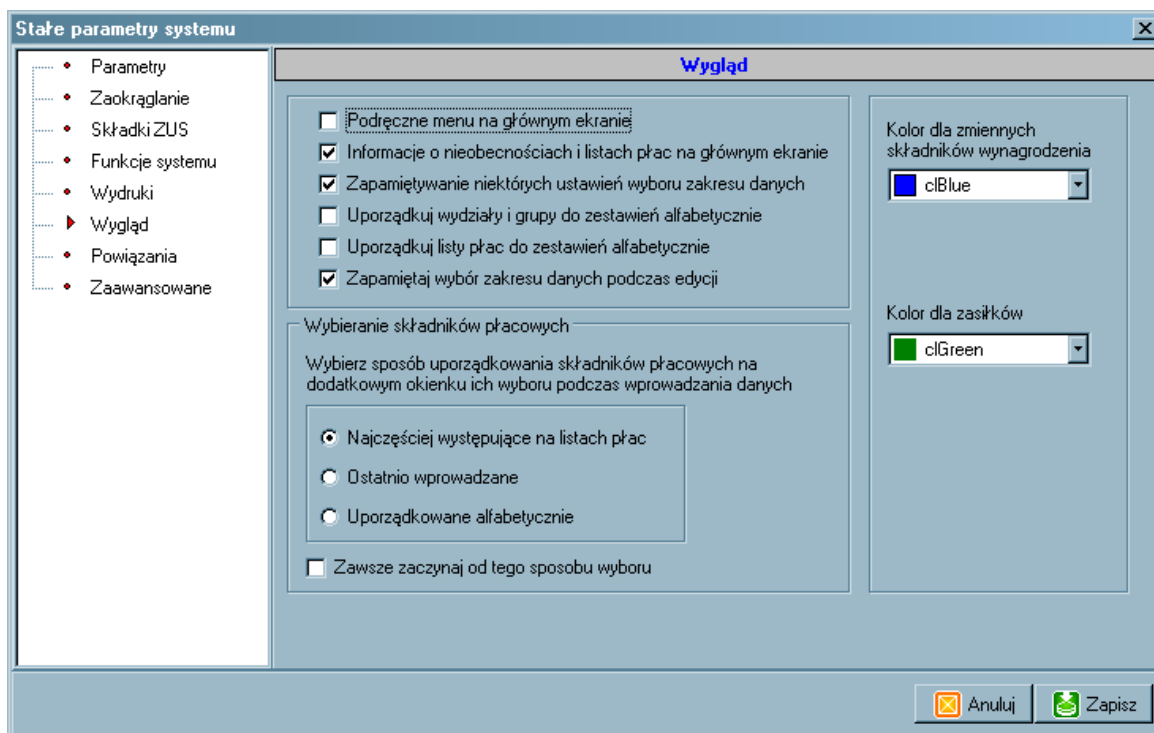 Stałe parametry systemu
Parametry
Zaokrąglanie
Składki ZUS
Funkcje systemu
Wydruki
Wygląd
Powiązania
Zaawansowane
Wygląd
Podręczne menu na głównym ekranie
Informacje o nieobecnościach i listach płac na głównym ekranie
Zapamiętywanie niektórych ustawień wyboru zakresu danych
Uporządkuj wydziały i grupy do zestawień alfabetycznie
Uporządkuj listy płac do zestawień alfabetycznie
Zapamiętaj wybór zakresu danych podczas edycji
Wybieranie składników płacowych
Wybierz sposób uporządkowania składników płacowych na
dodatkowym okienku ich wyboru podczas wprowadzania danych
Najczęściej występujące na listach płac
Ostatnio wprowadzane
Uporządkowane alfabetycznie
Zawsze zaczynaj od tego sposobu wyboru
Kolor dla zmiennych
składników wynagrodzenia
clBlue
Kolor dla zasiłków
clGreen
Anuluj
Zapisz